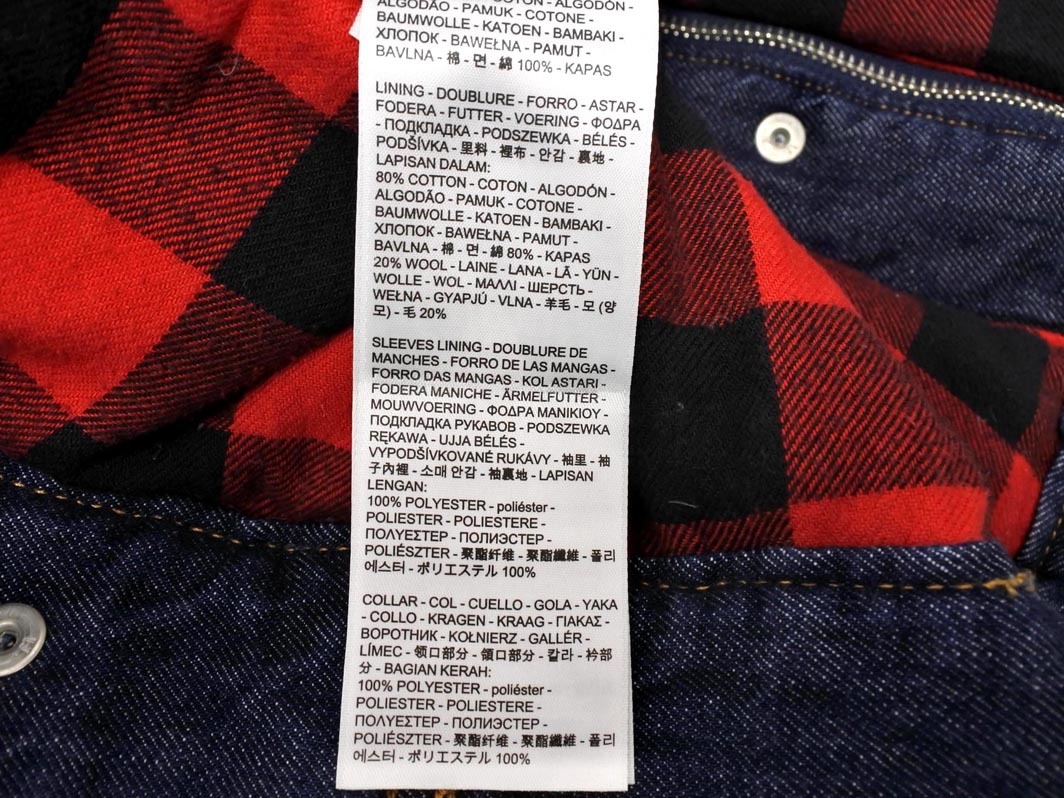 COTTON - COTON - ALGODÓN -
ALGODÃO - PAMUK - COTONE -
BAUMWOLLE - KATOEN - BAMBAKI -
ХЛОПОК - BAWEŁNA - PAMUT -
BAVLNA - 棉 - 면 - 綿 100% - KAPAS
LINING - DOUBLURE - FORRO - ASTAR -
FODERA - FUTTER - VOERING - ΦΟΔΡΑ
- ПОДКЛАДКА - PODSZEWKA - BÉLÉS -
PODŠÍVKA - 里料 - 裡布 - 안감 - 裏地 -
LAPISAN DALAM:
80% COTTON - COTON - ALGODÓN -
ALGODÃO - PAMUK - COTONE -
BAUMWOLLE - KATOEN - BAMBAKI -
ХЛОПОК - BAWEŁNA - PAMUT -
BAVLNA - 棉 - 면 - 綿 80% - KAPAS
20% WOOL - LAINE - LANA - LÃ - YÜN -
WOLLE - WOL - ΜΑΛΛΙ - ШЕРСТЬ -
WEŁNA - GYAPJÚ - VLNA - 羊毛 - 모 (양
모) - 毛 20%
SLEEVES LINING - DOUBLURE DE
MANCHES - FORRO DE LAS MANGAS -
FORRO DAS MANGAS - KOL ASTARI -
FODERA MANICHE - ÄRMELFUTTER -
MOUWVOERING - ΦΟΔΡΑ ΜΑΝΙΚΙΟΥ -
ПОДКЛАДКА РУКАВОВ - PODSZEWKA
RĘKAWA - UJJA BÉLÉS -
VYPODŠÍVKOVANÉ RUKÁVY - 袖里 - 袖
子內裡 - 소매 안감 - 袖裏地 - LAPISAN
LENGAN:
100% POLYESTER - poliéster -
POLIESTER - POLIESTERE -
ΠΟΛΥΕΣΤΕΡ - ПОЛИЭСТЕР -
POLIÉSZTER - 聚酯纤维 - 聚酯纖維 - 폴리
에스터 - ポリエステル 100%
COLLAR - COL - CUELLO - GOLA - YAKA
- COLLO - KRAGEN - KRAAG - ΓΙΑΚΑΣ -
ВОРОТНИК - KOŁNIERZ - GALLÉR -
LÍMEC - 领口部分 - 領口部分 - 칼라 - 衿部
分 - BAGIAN KERAH:
100% POLYESTER - poliéster -
POLIESTER - POLIESTERE -
ΠΟΛΥΕΣΤΕΡ - ПОЛИЭСТЕР -
POLIÉSZTER - 聚酯纤维 - 聚酯纖維 - 폴리
에스터 - ポリエステル 100%